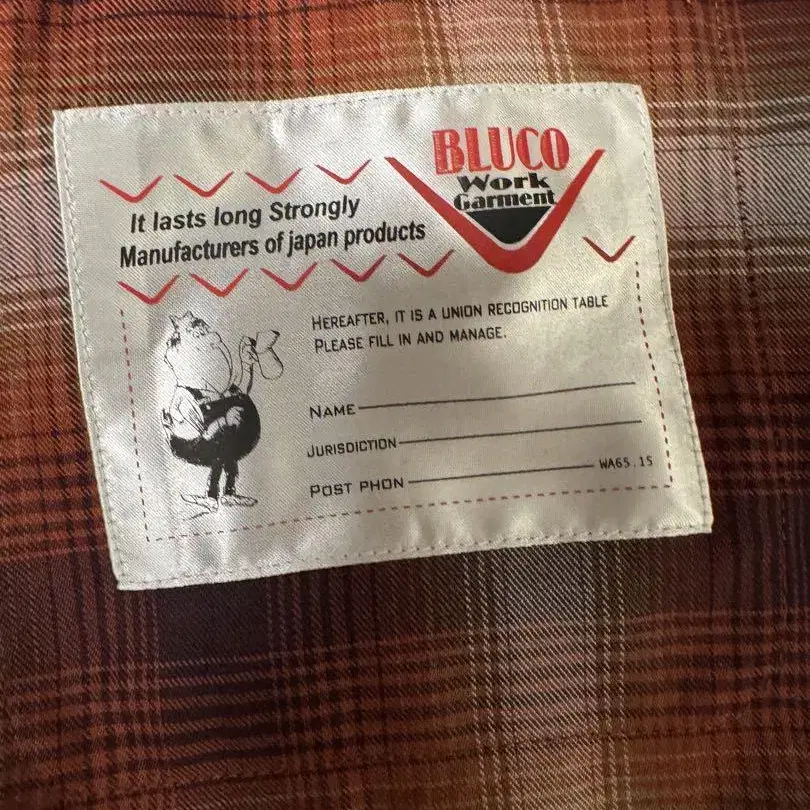 BLUCO
Work
Garment
It lasts long Strongly
Manufacturers of japan products
HEREAFTER, IT IS A UNION RECOGNITION TABLE
PLEASE FILL IN AND MANAGE.
NAME
JURISDICTION
POST PHON
WA65.15